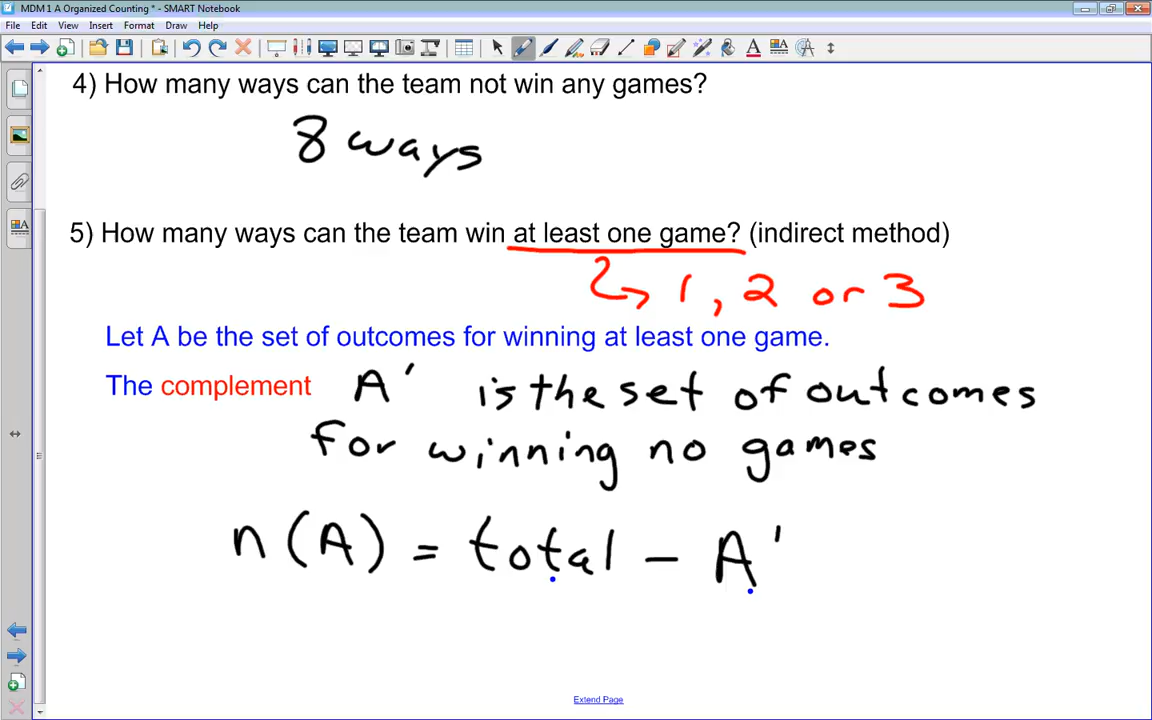 MDM 1 A Organized Counting * - SMART Notebook
File Edit View Insert Format Tools Draw Help
4) How many ways can the team not win any games?
8 ways
5) How many ways can the team win at least one game? (indirect method)
1, 2 or 3
Let A be the set of outcomes for winning at least one game.
The complement A' is the set of outcomes
for winning no games
n(A) = total - A'
Extend Page